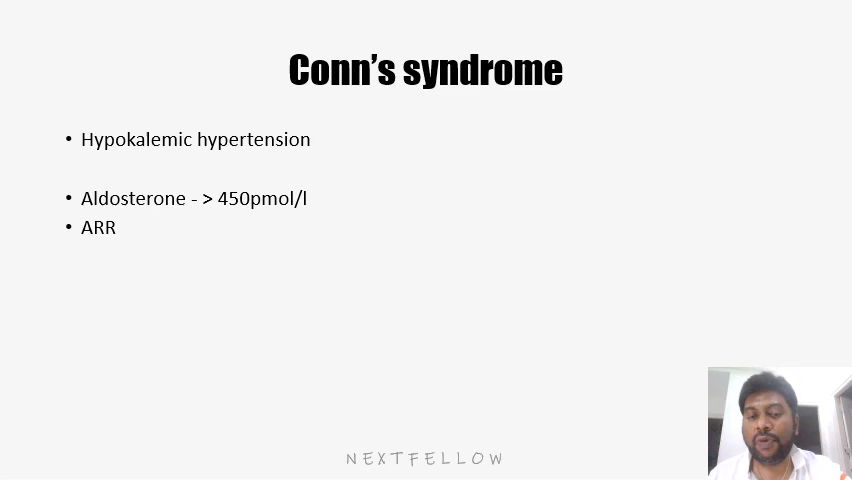 Conn’s syndrome
• Hypokalemic hypertension
• Aldosterone - > 450pmol/l
• ARR
NEXTFELLOW